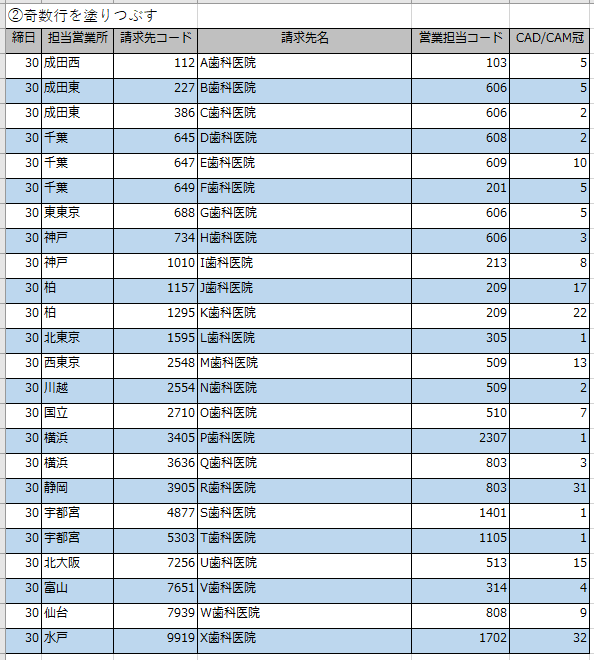 ②奇数行を塗りつぶす
締日 担当営業所 請求先コード 請求先名 営業担当コード CAD/CAM冠
30 成田西 112 A歯科医院 103 5
30 成田東 227 B歯科医院 606 5
30 成田東 386 C歯科医院 606 2
30 千葉 645 D歯科医院 608 2
30 千葉 647 E歯科医院 609 10
30 千葉 649 F歯科医院 201 5
30 東東京 688 G歯科医院 606 5
30 神戸 734 H歯科医院 606 3
30 神戸 1010 I歯科医院 213 8
30 柏 1157 J歯科医院 209 17
30 柏 1295 K歯科医院 209 22
30 北東京 1595 L歯科医院 305 1
30 西東京 2548 M歯科医院 509 13
30 川越 2554 N歯科医院 509 2
30 国立 2710 O歯科医院 510 7
30 横浜 3405 P歯科医院 2307 1
30 横浜 3636 Q歯科医院 803 3
30 静岡 3905 R歯科医院 803 31
30 宇都宮 4877 S歯科医院 1401 1
30 宇都宮 5303 T歯科医院 1105 1
30 北大阪 7256 U歯科医院 513 15
30 富山 7651 V歯科医院 314 4
30 仙台 7939 W歯科医院 808 9
30 水戸 9919 X歯科医院 1702 32